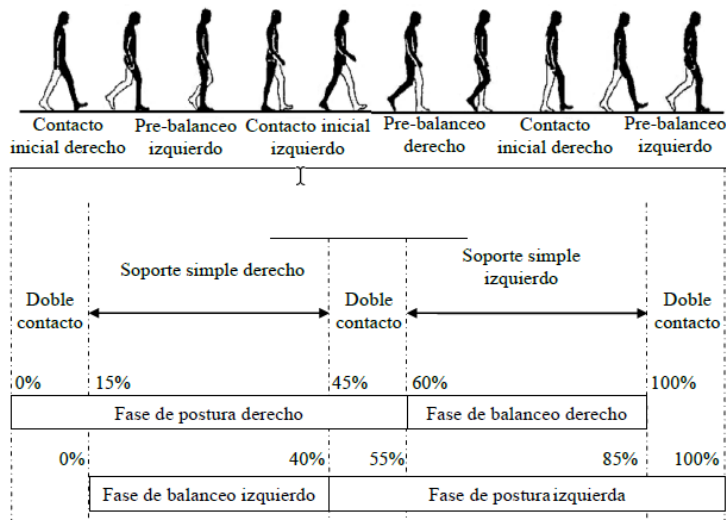 Contacto
inicial derecho
Pre-balanceo
izquierdo
Contacto inicial
izquierdo
Pre-balanceo
derecho
Contacto
inicial derecho
Pre-balanceo
izquierdo
Soporte simple derecho
Soporte simple
izquierdo
Doble
contacto
Doble
contacto
Doble
contacto
0% 15% 45% 60% 100%
Fase de postura derecho Fase de balanceo derecho
0% 40% 55% 85% 100%
Fase de balanceo izquierdo Fase de postura izquierda